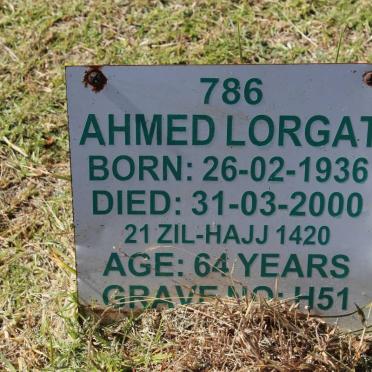 786
AHMED LORGAT
BORN: 26-02-1936
DIED: 31-03-2000
21 ZIL-HAJJ 1420
AGE: 64 YEARS
GRAVE NO: H51